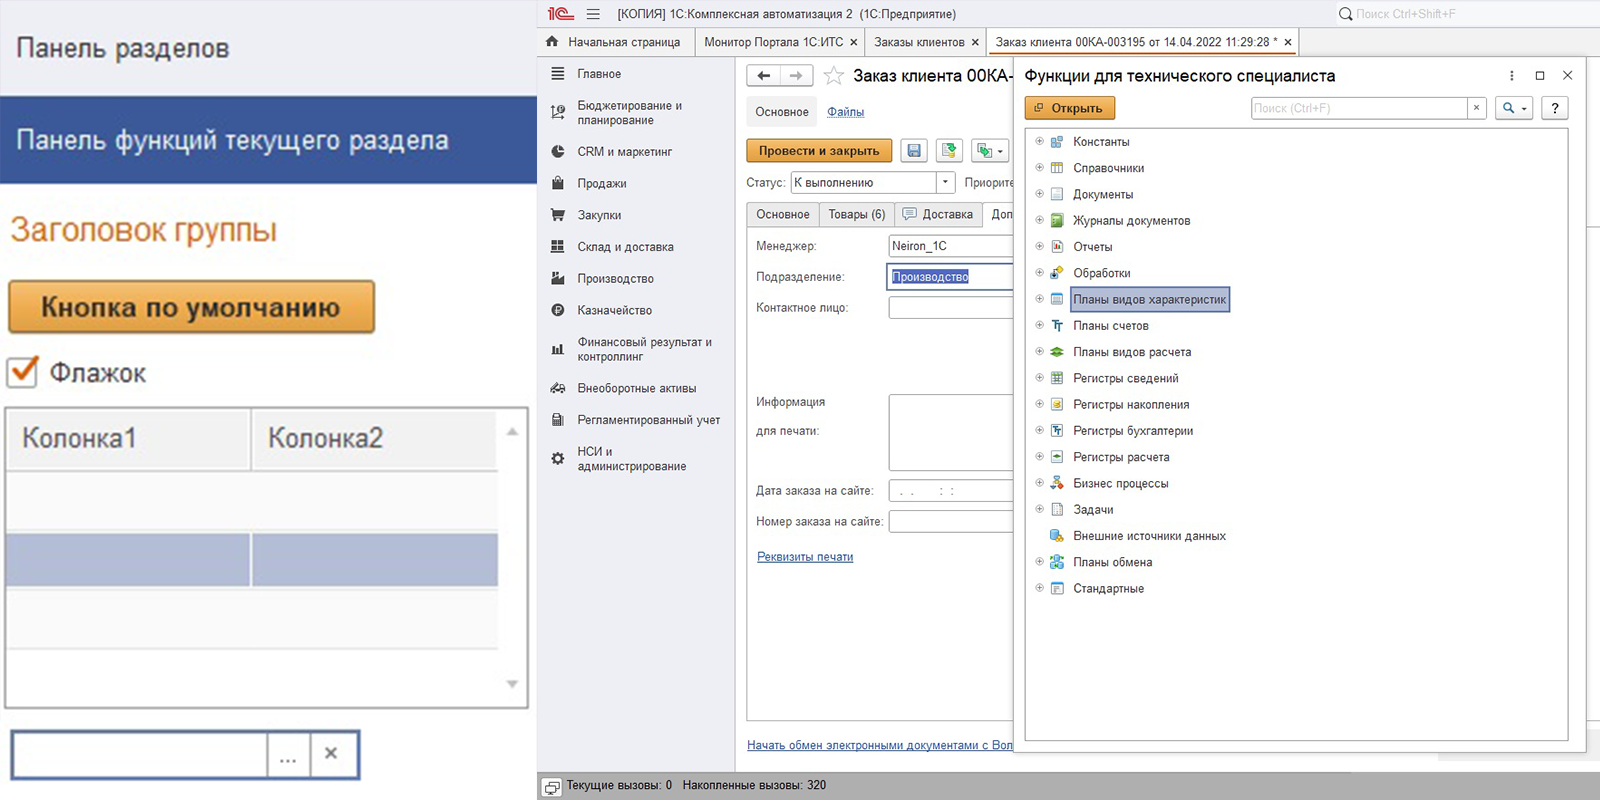 Панель разделов
Панель функций текущего раздела
Заголовок группы
Кнопка по умолчанию
Флажок
Колонка1 Колонка2
... ×
1С [КОПИЯ] 1С:Комплексная автоматизация 2 (1С:Предприятие) Поиск Ctrl+Shift+F
Начальная страница Монитор Портала 1С:ИТС × Заказы клиентов × Заказ клиента 00КА-003195 от 14.04.2022 11:29:28 * ×
Главное
Бюджетирование и
планирование
CRM и маркетинг
Продажи
Закупки
Склад и доставка
Производство
Казначейство
Финансовый результат и
контроллинг
Внеоборотные активы
Регламентированный учет
НСИ и
администрирование
Заказ клиента 00КА-
Основное Файлы
Провести и закрыть
Статус: К выполнению Приорите
Основное Товары (6) Доставка Доп
Менеджер: Neiron_1C
Подразделение: Производство
Контактное лицо:
Информация
для печати:
Дата заказа на сайте: . . : :
Номер заказа на сайте:
Реквизиты печати
Начать обмен электронными документами с Вол
Функции для технического специалиста
Открыть Поиск (Ctrl+F) × ?
Константы
Справочники
Документы
Журналы документов
Отчеты
Обработки
Планы видов характеристик
Планы счетов
Планы видов расчета
Регистры сведений
Регистры накопления
Регистры бухгалтерии
Регистры расчета
Бизнес процессы
Задачи
Внешние источники данных
Планы обмена
Стандартные
Текущие вызовы: 0 Накопленные вызовы: 320